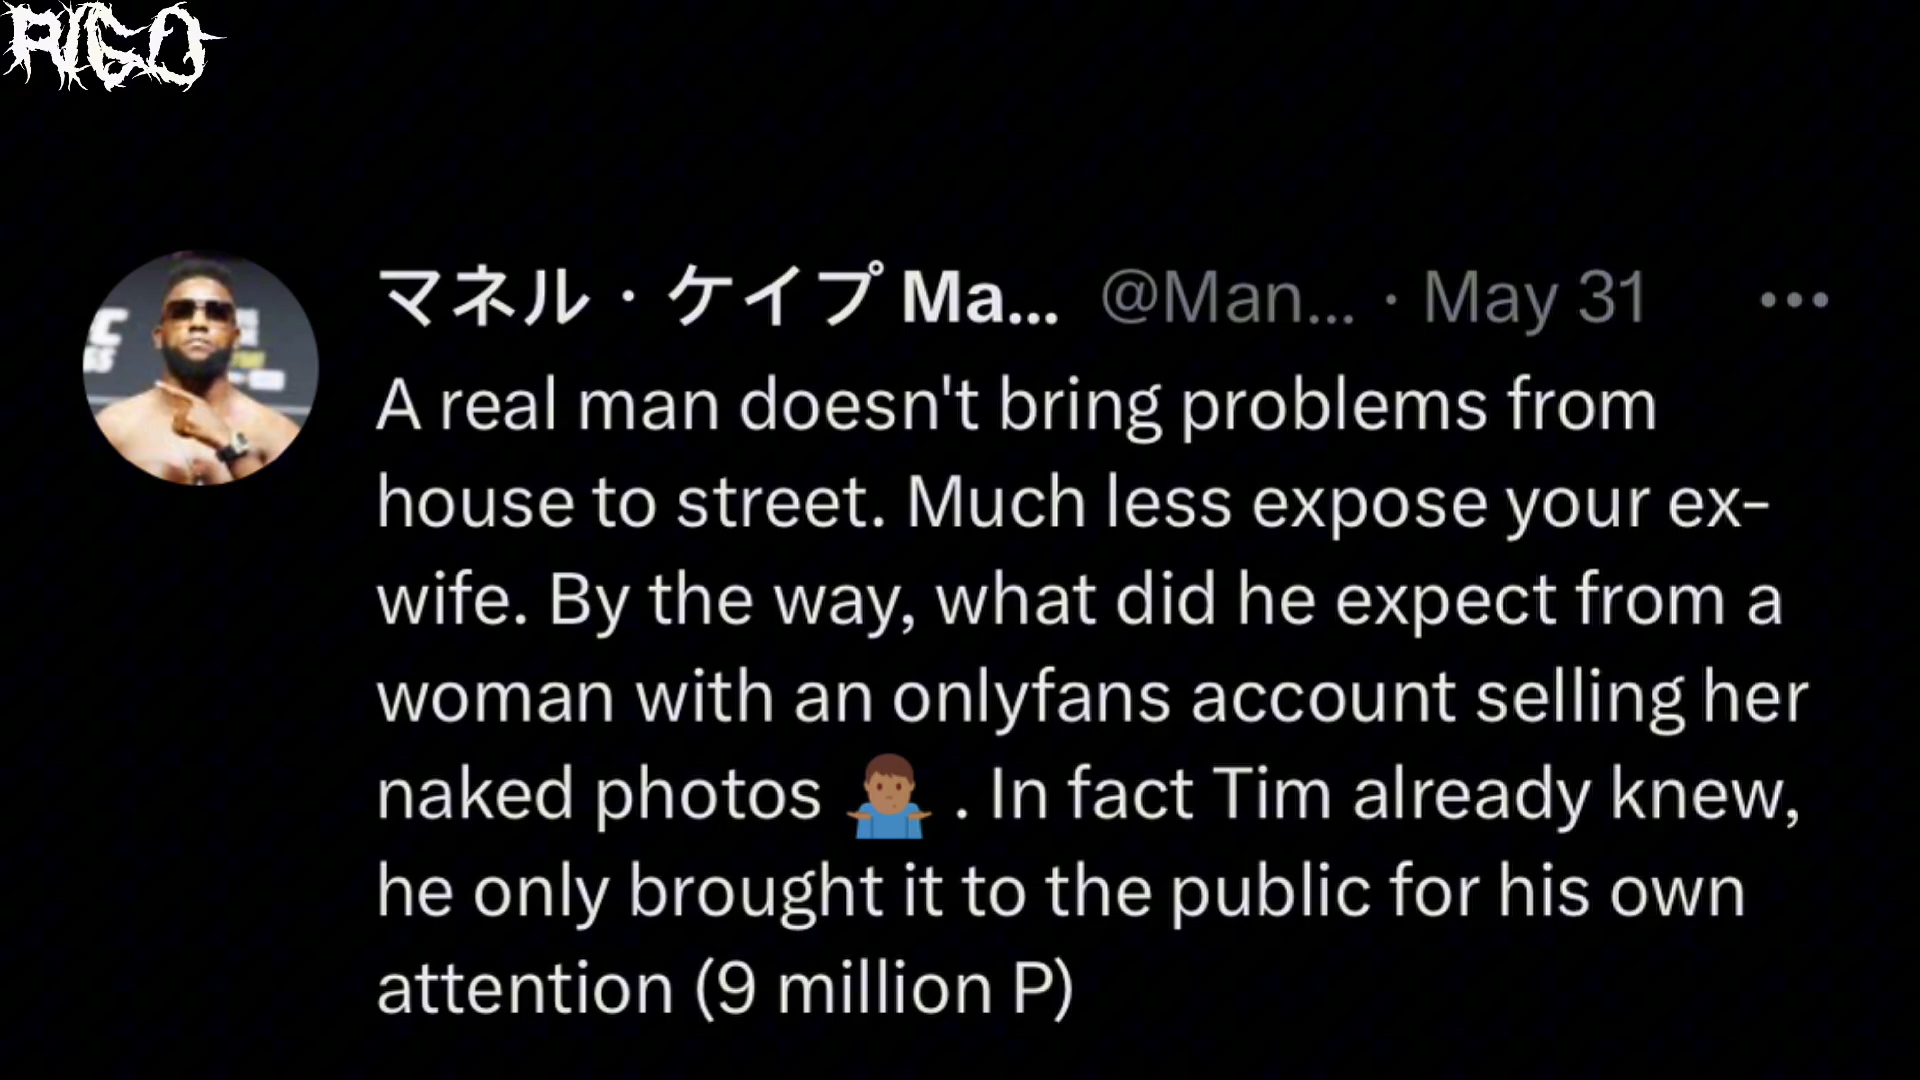 RIGO
マネル・ケイプ Ma... @Man... · May 31
A real man doesn't bring problems from
house to street. Much less expose your ex-
wife. By the way, what did he expect from a
woman with an onlyfans account selling her
naked photos 🤷🏾‍♂️ . In fact Tim already knew,
he only brought it to the public for his own
attention (9 million P)